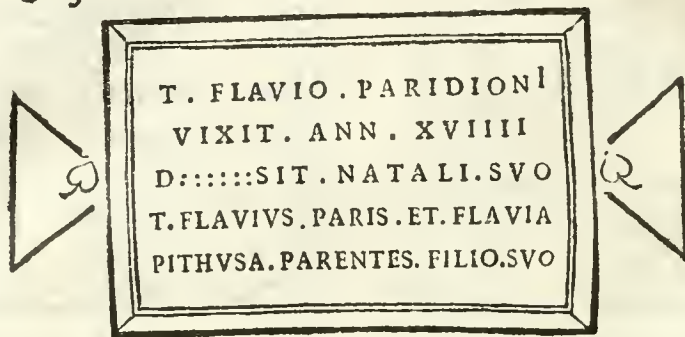 T. FLAVIO. PARIDIONI
VIXIT. ANN. XVIIII
D::::::SIT. NATALI. SVO
T. FLAVIVS. PARIS. ET. FLAVIA
PITHVSA. PARENTES. FILIO. SVO